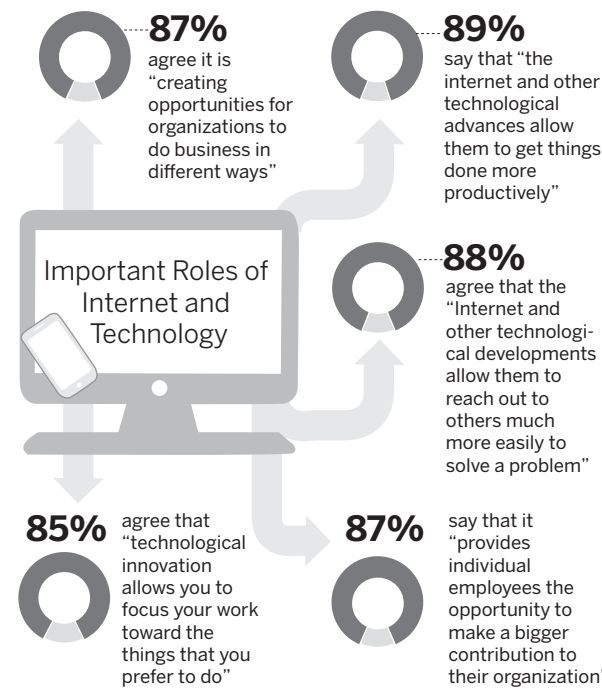 87%
agree it is
“creating
opportunities for
organizations to
do business in
different ways”
89%
say that “the
internet and other
technological
advances allow
them to get things
done more
productively”
Important Roles of
Internet and
Technology
88%
agree that the
“Internet and
other technologi-
cal developments
allow them to
reach out to
others much
more easily to
solve a problem”
85%
agree that
“technological
innovation
allows you to
focus your work
toward the
things that you
prefer to do”
87%
say that it
“provides
individual
employees the
opportunity to
make a bigger
contribution to
their organization”